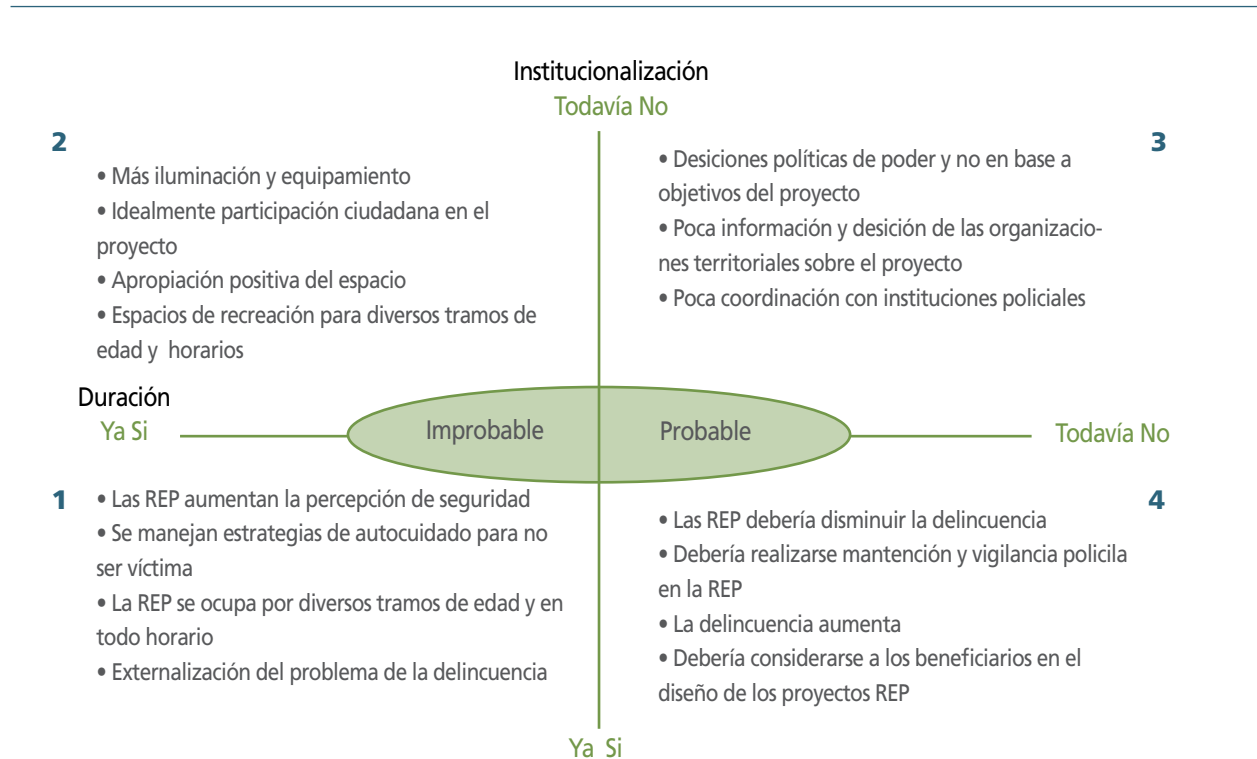 Institucionalización
Todavía No
2
• Más iluminación y equipamiento
• Idealmente participación ciudadana en el
proyecto
• Apropiación positiva del espacio
• Espacios de recreación para diversos tramos de
edad y horarios
3
• Desiciones políticas de poder y no en base a
objetivos del proyecto
• Poca información y desición de las organizacio-
nes territoriales sobre el proyecto
• Poca coordinación con instituciones policiales
Duración
Ya Si
Improbable
Probable
Todavía No
1
• Las REP aumentan la percepción de seguridad
• Se manejan estrategias de autocuidado para no
ser víctima
• La REP se ocupa por diversos tramos de edad y en
todo horario
• Externalización del problema de la delincuencia
4
• Las REP debería disminuir la delincuencia
• Debería realizarse mantención y vigilancia policila
en la REP
• La delincuencia aumenta
• Debería considerarse a los beneficiarios en el
diseño de los proyectos REP
Ya Si